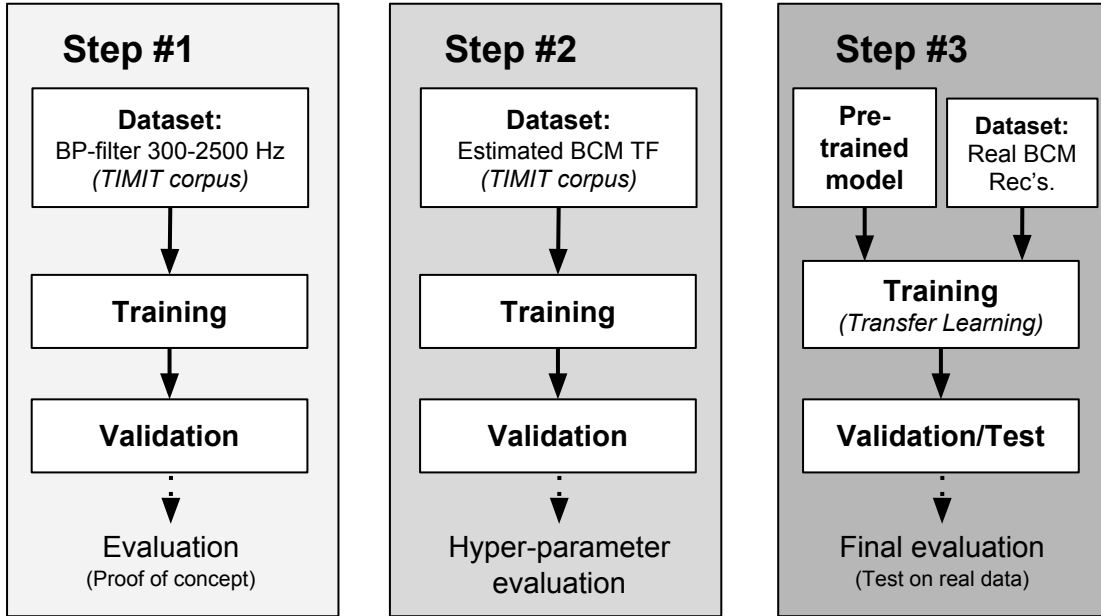 Step #1
Dataset:
BP-filter 300-2500 Hz
(TIMIT corpus)
Training
Validation
Evaluation
(Proof of concept)
Step #2
Dataset:
Estimated BCM TF
(TIMIT corpus)
Training
Validation
Hyper-parameter
evaluation
Step #3
Pre-
trained
model
Dataset:
Real BCM
Rec's.
Training
(Transfer Learning)
Validation/Test
Final evaluation
(Test on real data)